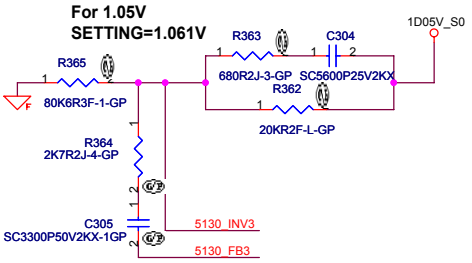 For 1.05V
SETTING=1.061V
R363
C304
1D05V_S0
1
2
1
2
680R2J-3-GP
SC5600P25V2KX
R365
1
2
80K6R3F-1-GP
R362
1
2
20KR2F-L-GP
F
1
R364
2K7R2J-4-GP
2
G/P
1
C305
SC3300P50V2KX-1GP
2
G/P
5130_INV3
5130_FB3